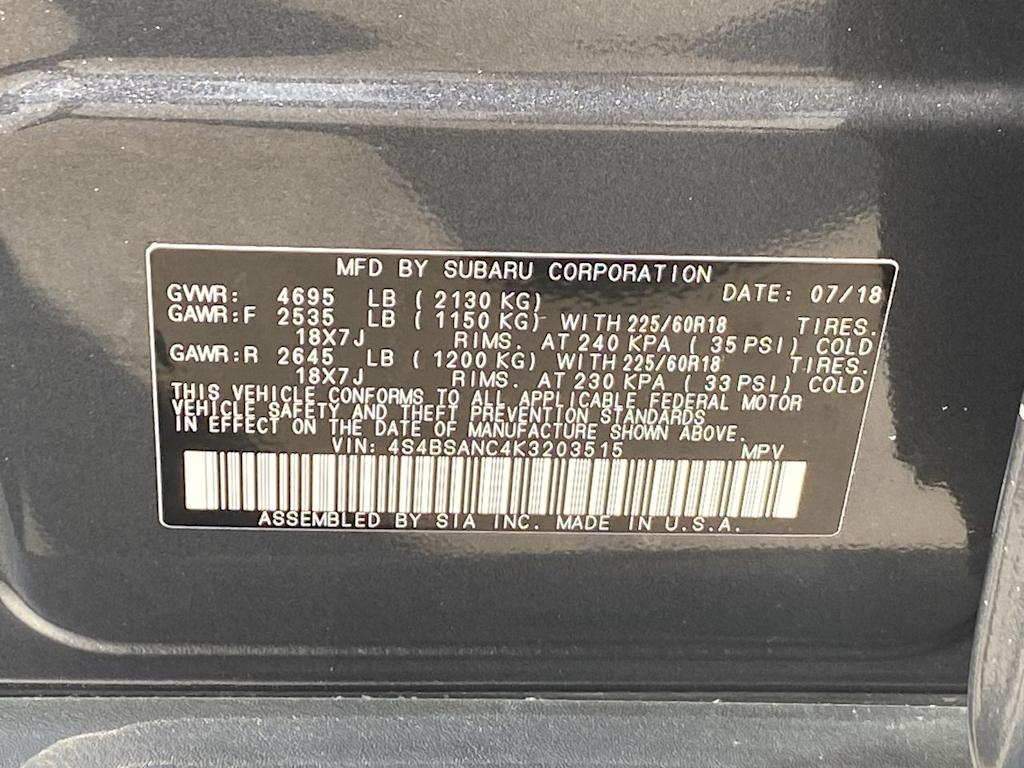 MFD BY SUBARU CORPORATION
GVWR: 4695 LB ( 2130 KG) DATE: 07/18
GAWR:F 2535 LB ( 1150 KG) WITH 225/60R18 TIRES.
18X7J RIMS. AT 240 KPA ( 35 PSI) COLD
GAWR:R 2645 LB ( 1200 KG) WITH 225/60R18 TIRES.
18X7J RIMS. AT 230 KPA ( 33 PSI) COLD
THIS VEHICLE CONFORMS TO ALL APPLICABLE FEDERAL MOTOR
VEHICLE SAFETY AND THEFT PREVENTION STANDARDS
IN EFFECT ON THE DATE OF MANUFACTURE SHOWN ABOVE.
VIN: 4S4BSANC4K3203515 MPV
ASSEMBLED BY SIA INC. MADE IN U.S.A.